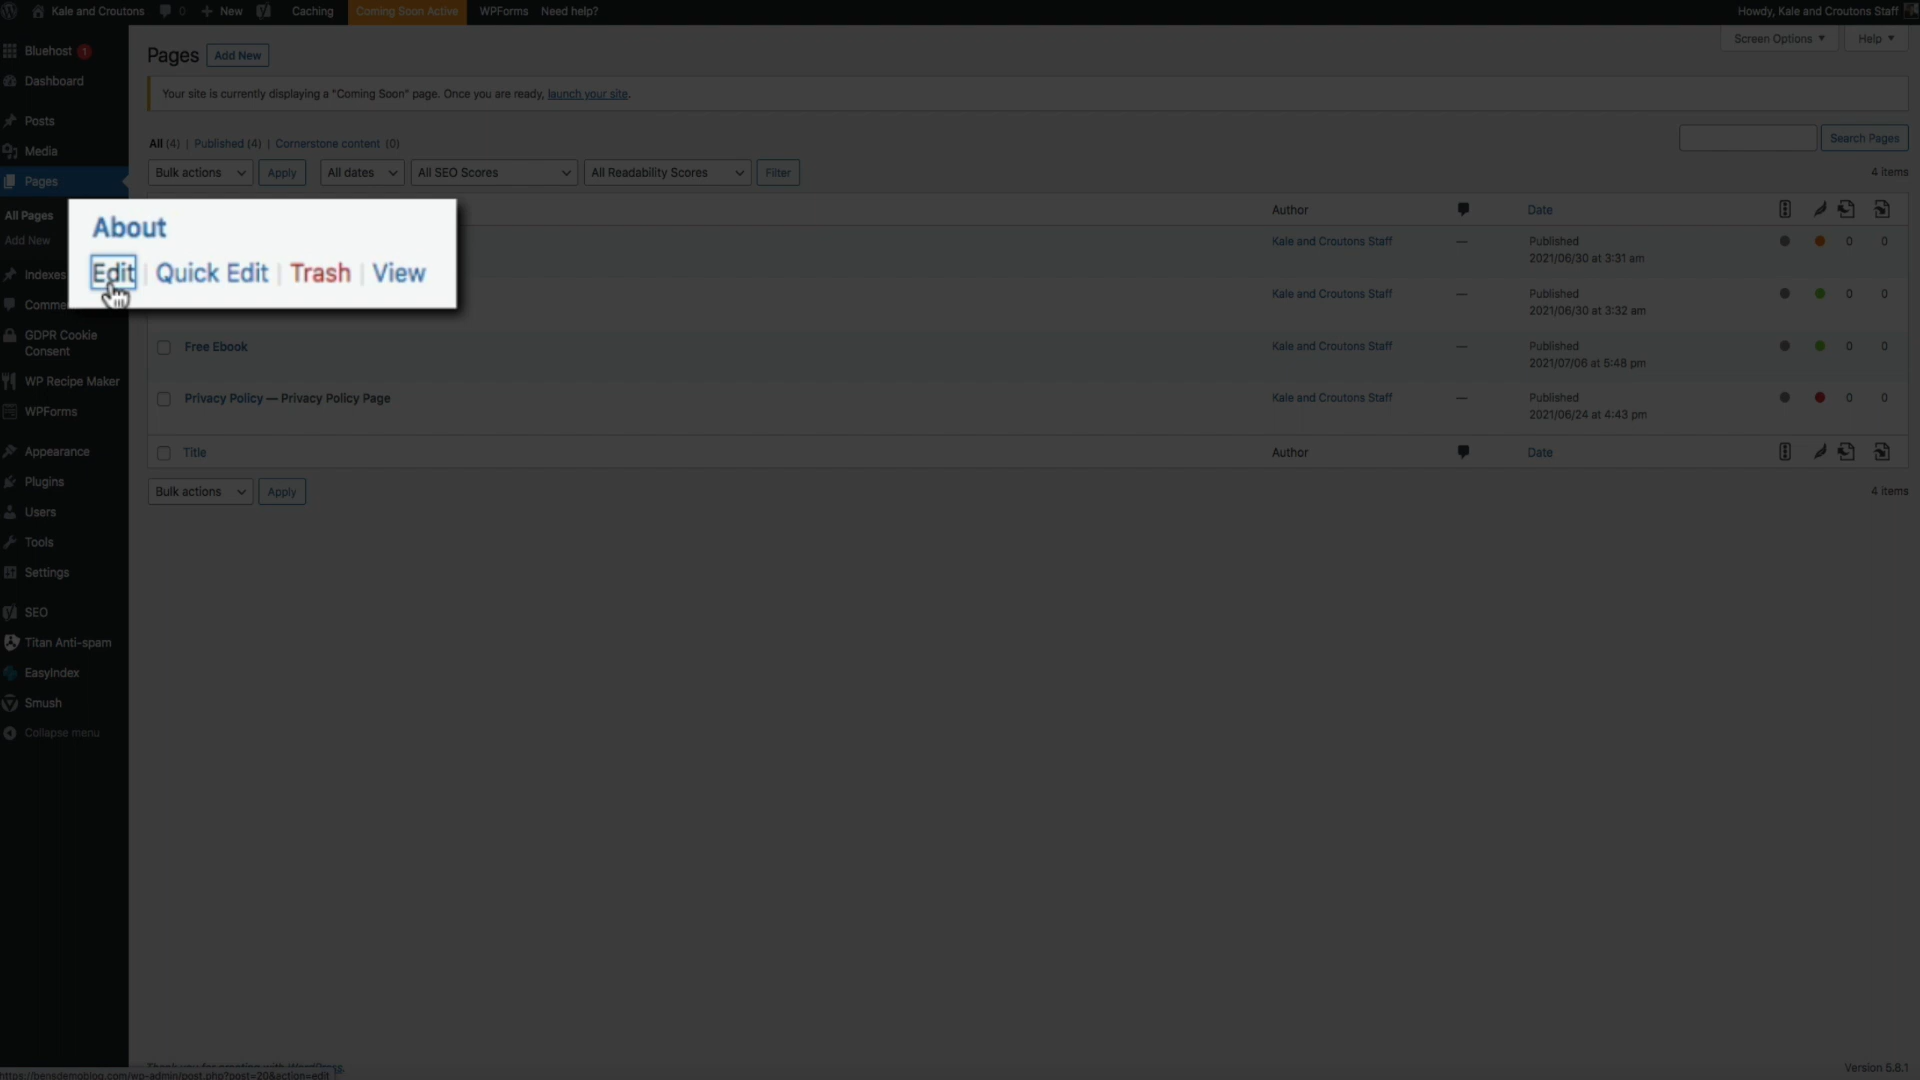 Kale and Croutons 0 New Caching Coming Soon Active WPForms Need help? Howdy, Kale and Croutons Staff
Bluehost 1
Dashboard
Posts
Media
Pages
All Pages
Add New
Indexes
Comme
GDPR Cookie
Consent
WP Recipe Maker
WPForms
Appearance
Plugins
Users
Tools
Settings
SEO
Titan Anti-spam
EasyIndex
Smush
Collapse menu
Screen Options Help
Pages Add New
Your site is currently displaying a "Coming Soon" page. Once you are ready, launch your site.
All (4) | Published (4) | Cornerstone content (0)
Search Pages
Bulk actions Apply All dates All SEO Scores All Readability Scores Filter 4 items
Author Date
About
Edit | Quick Edit | Trash | View
Kale and Croutons Staff — Published 0 0
2021/06/30 at 3:31 am
Kale and Croutons Staff — Published 0 0
2021/06/30 at 3:32 am
Free Ebook Kale and Croutons Staff — Published 0 0
2021/07/06 at 5:48 pm
Privacy Policy — Privacy Policy Page Kale and Croutons Staff — Published 0 0
2021/06/24 at 4:43 pm
Title Author Date
Bulk actions Apply 4 items
Thank you for creating with WordPress. Version 5.8.1
https://bensdemoblog.com/wp-admin/post.php?post=20&action=edit